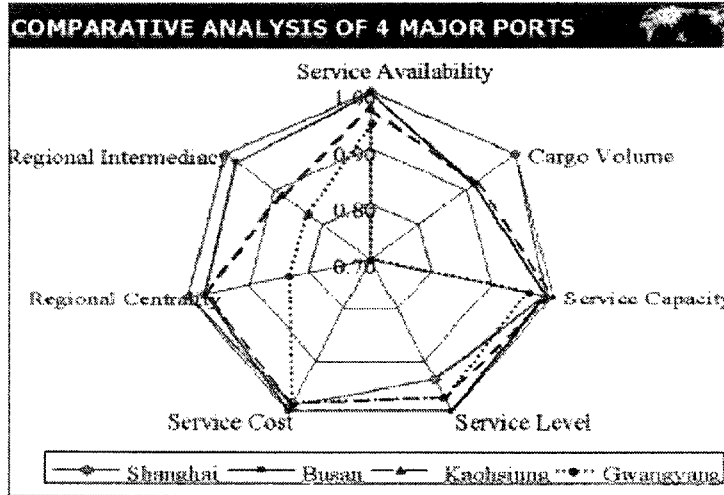 COMPARATIVE ANALYSIS OF 4 MAJOR PORTS
Service Availability
1.00
Regional Intermediac
0.90
Cargo Volume
0.80
0.70
Regional Centrality
Service Capacity
Service Cost
Service Level
Shanghai Busan Kaohsiung Gwangyang